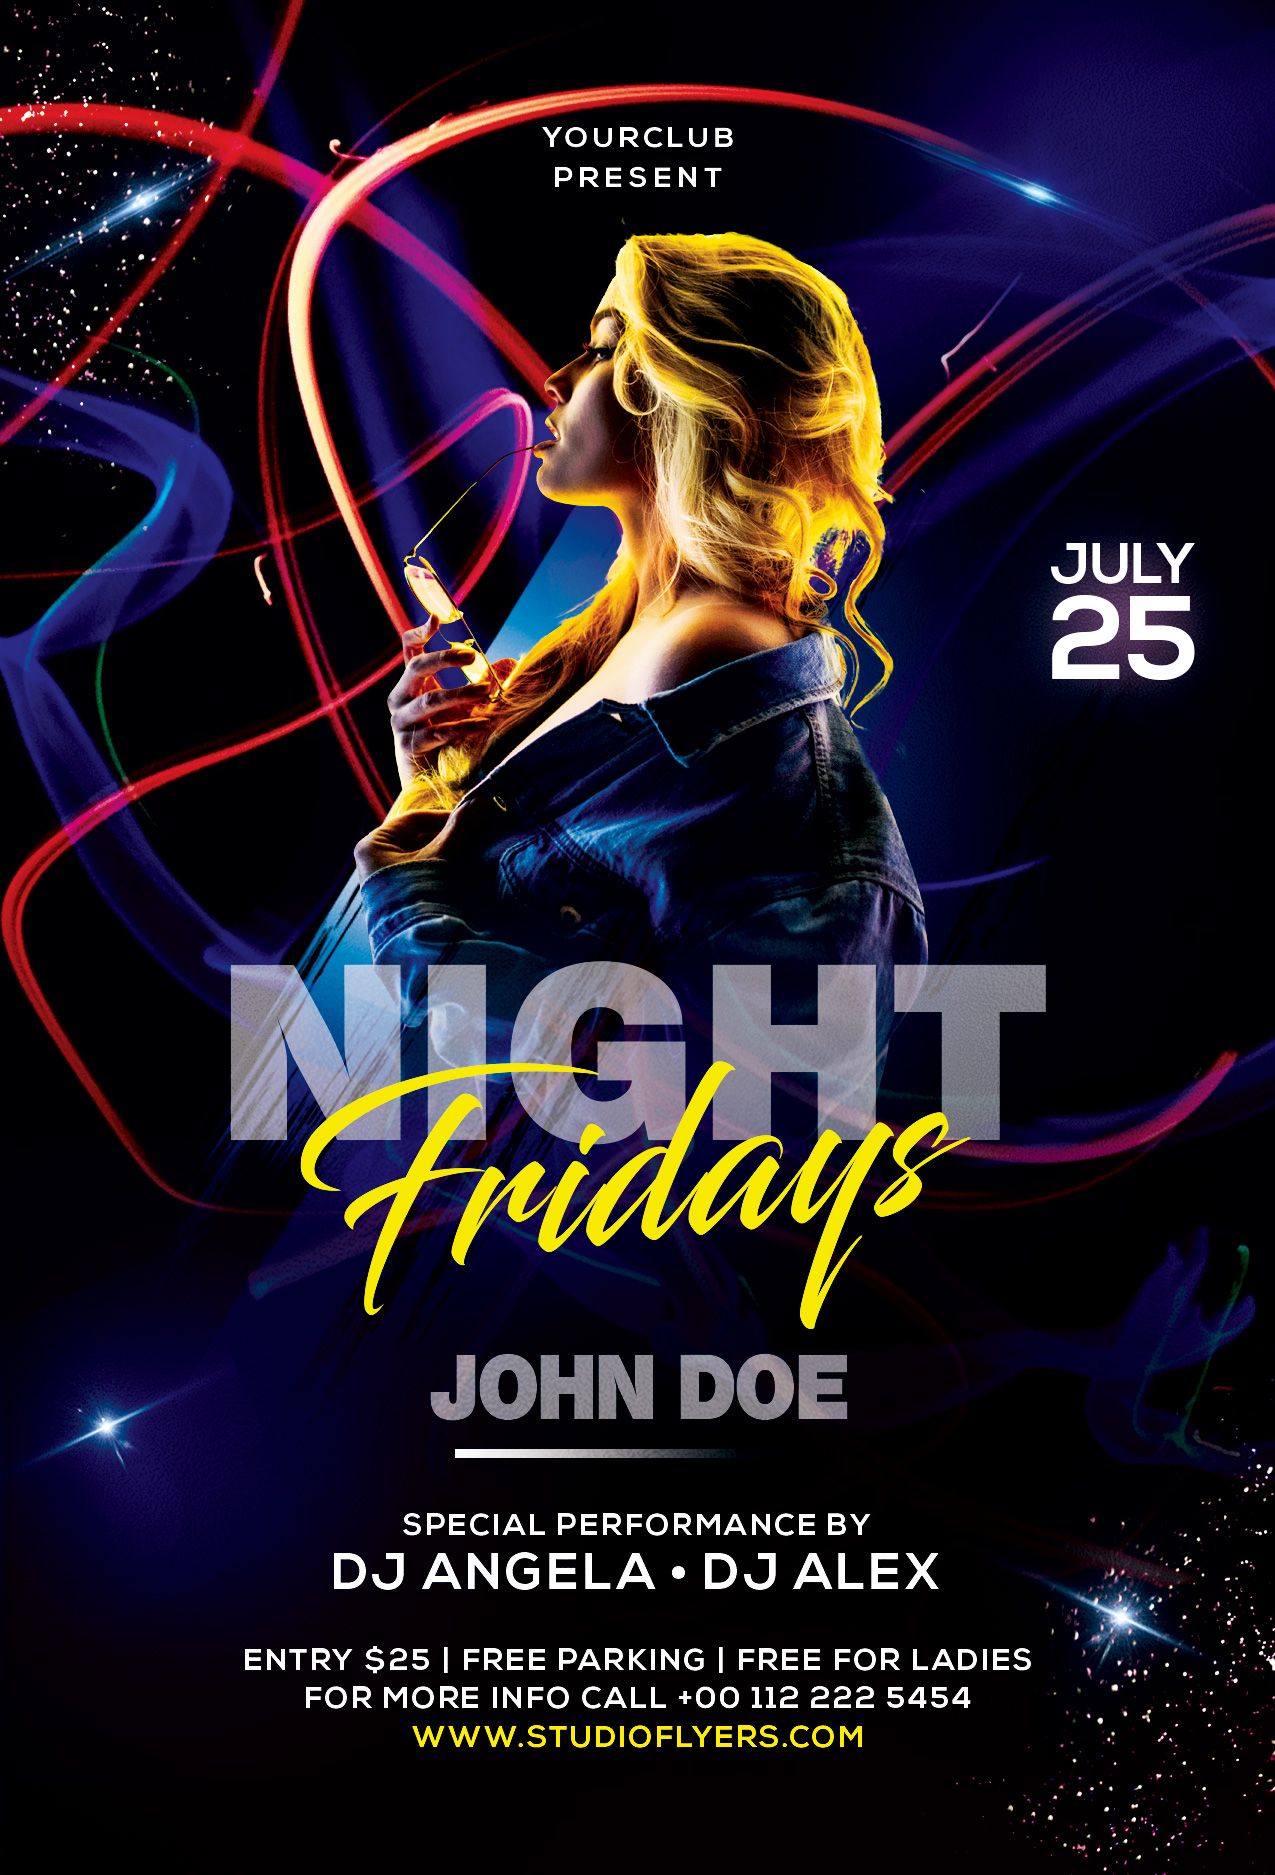 YOURCLUB
PRESENT
JULY
25
NIGHT
Fridays
JOHN DOE
SPECIAL PERFORMANCE BY
DJ ANGELA • DJ ALEX
ENTRY $25 | FREE PARKING | FREE FOR LADIES
FOR MORE INFO CALL +00 112 222 5454
WWW.STUDIOFLYERS.COM